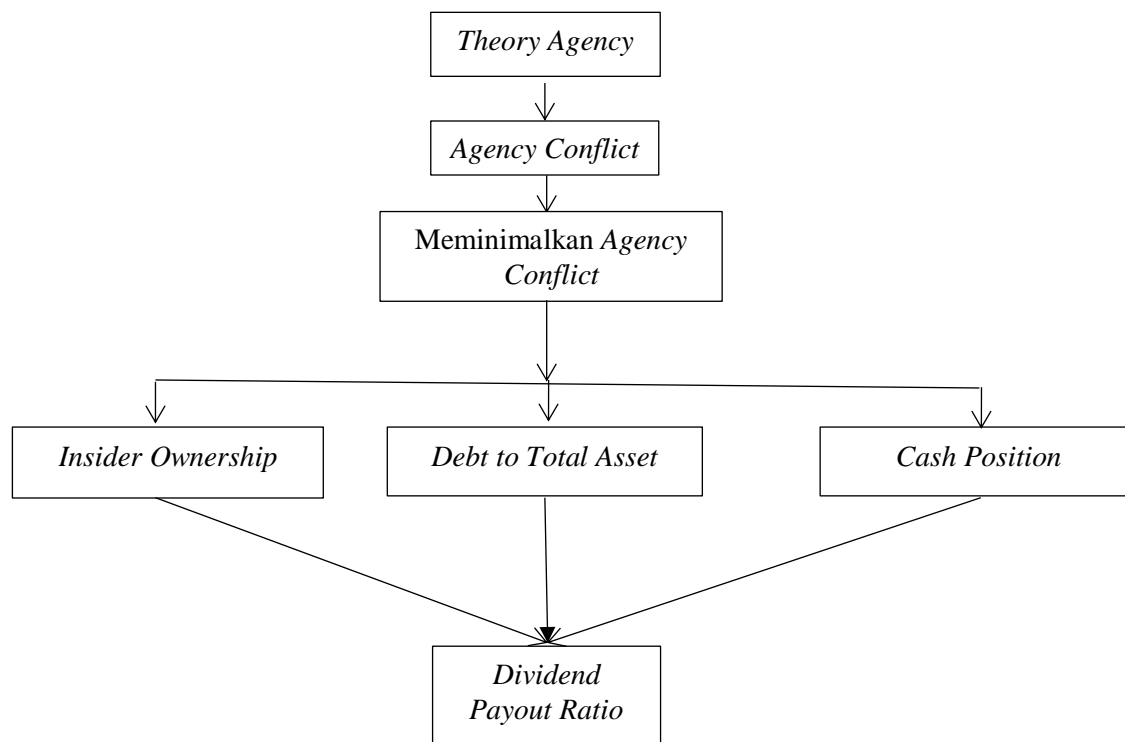 Theory Agency
Agency Conflict
Meminimalkan Agency
Conflict
Insider Ownership
Debt to Total Asset
Cash Position
Dividend
Payout Ratio